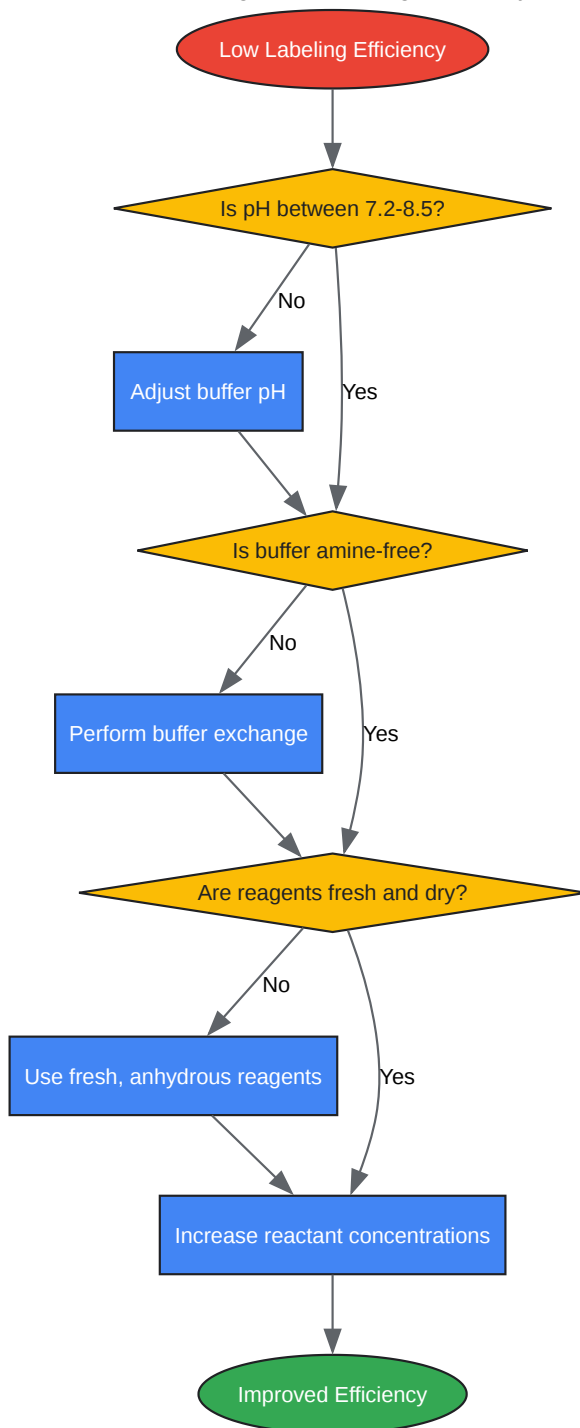 Low Labeling Efficiency
Is pH between 7.2-8.5?
No
Adjust buffer pH
Yes
Is buffer amine-free?
No
Perform buffer exchange
Yes
Are reagents fresh and dry?
No
Use fresh, anhydrous reagents
Yes
Increase reactant concentrations
Improved Efficiency